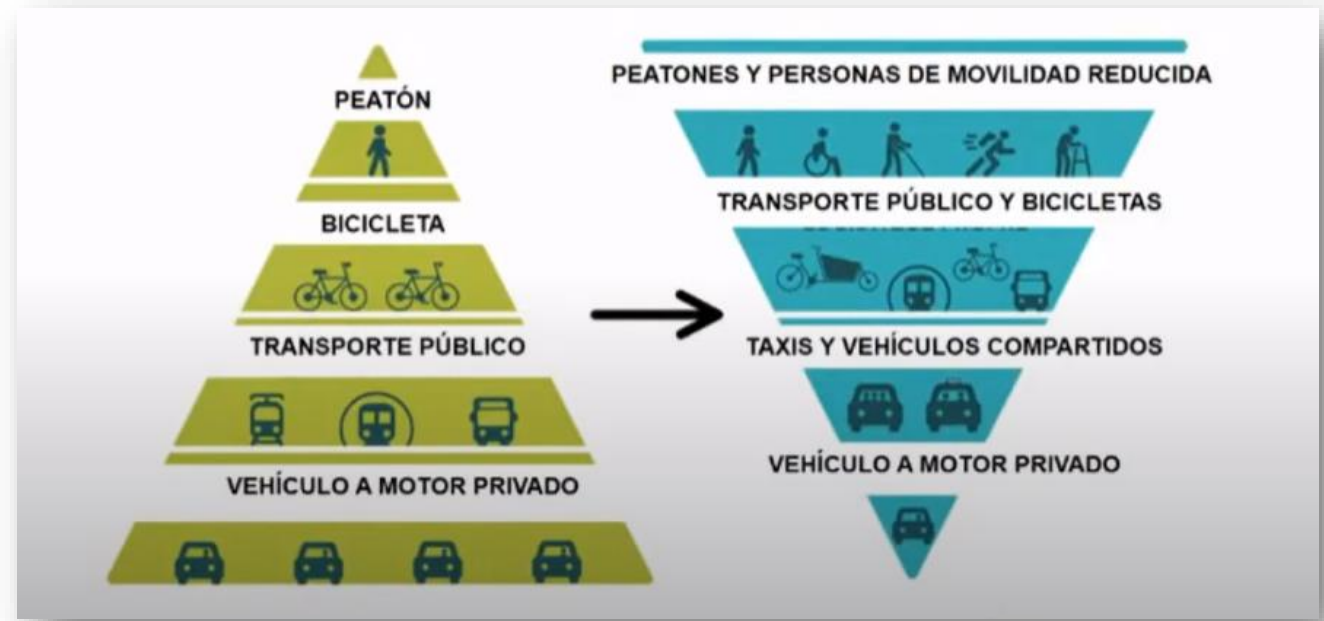 PEATÓN
BICICLETA
TRANSPORTE PÚBLICO
VEHÍCULO A MOTOR PRIVADO
PEATONES Y PERSONAS DE MOVILIDAD REDUCIDA
TRANSPORTE PÚBLICO Y BICICLETAS
TAXIS Y VEHÍCULOS COMPARTIDOS
VEHÍCULO A MOTOR PRIVADO